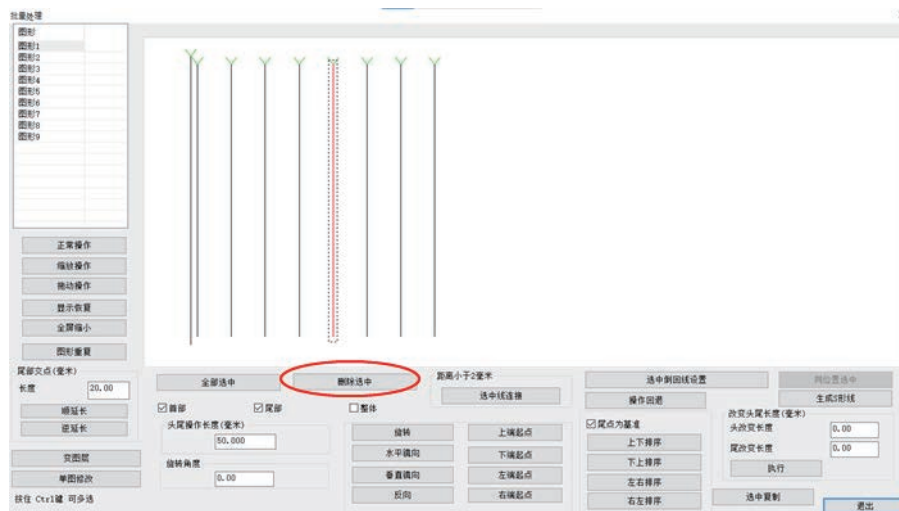 批量处理
图形
图形1
图形2
图形3
图形4
图形5
图形6
图形7
图形8
图形9
正常操作
缩放操作
拖动操作
显示恢复
全屏缩小
图形重复
尾部交点(毫米)
长度 20.00
顺延长
逆延长
变图层
单图修改
按住 Ctrl键 可多选
全部选中 删除选中
首部 尾部 整体
头尾操作长度(毫米)
50.000
旋转角度
0.00
距离小于2毫米
选中线连接
旋转 上端起点
水平镜向 下端起点
垂直镜向 左端起点
反向 右端起点
选中倒回线设置 同位置选中
操作回退 生成S形线
尾点为基准
上下排序
下上排序
左右排序
右左排序
改变头尾长度(毫米)
头改变长度 0.00
尾改变长度 0.00
执行
选中复制 退出